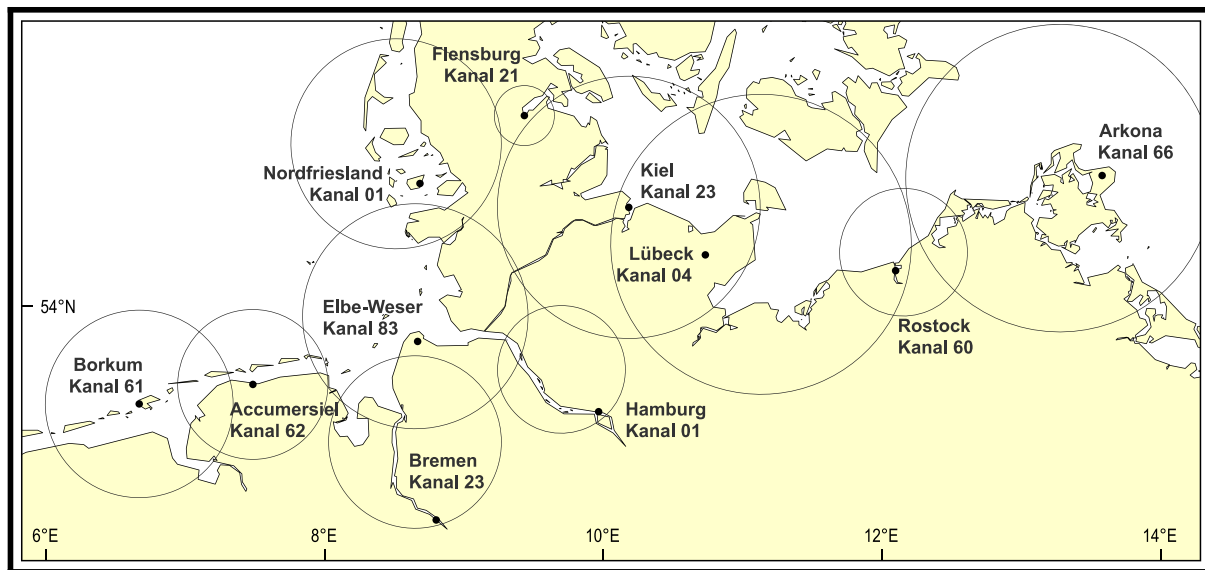 Flensburg
Kanal 21
Arkona
Kanal 66
Nordfriesland
Kanal 01
Kiel
Kanal 23
Lübeck
Kanal 04
54°N
Elbe-Weser
Kanal 83
Rostock
Kanal 60
Borkum
Kanal 61
Accumersiel
Kanal 62
Hamburg
Kanal 01
Bremen
Kanal 23
6°E
8°E
10°E
12°E
14°E